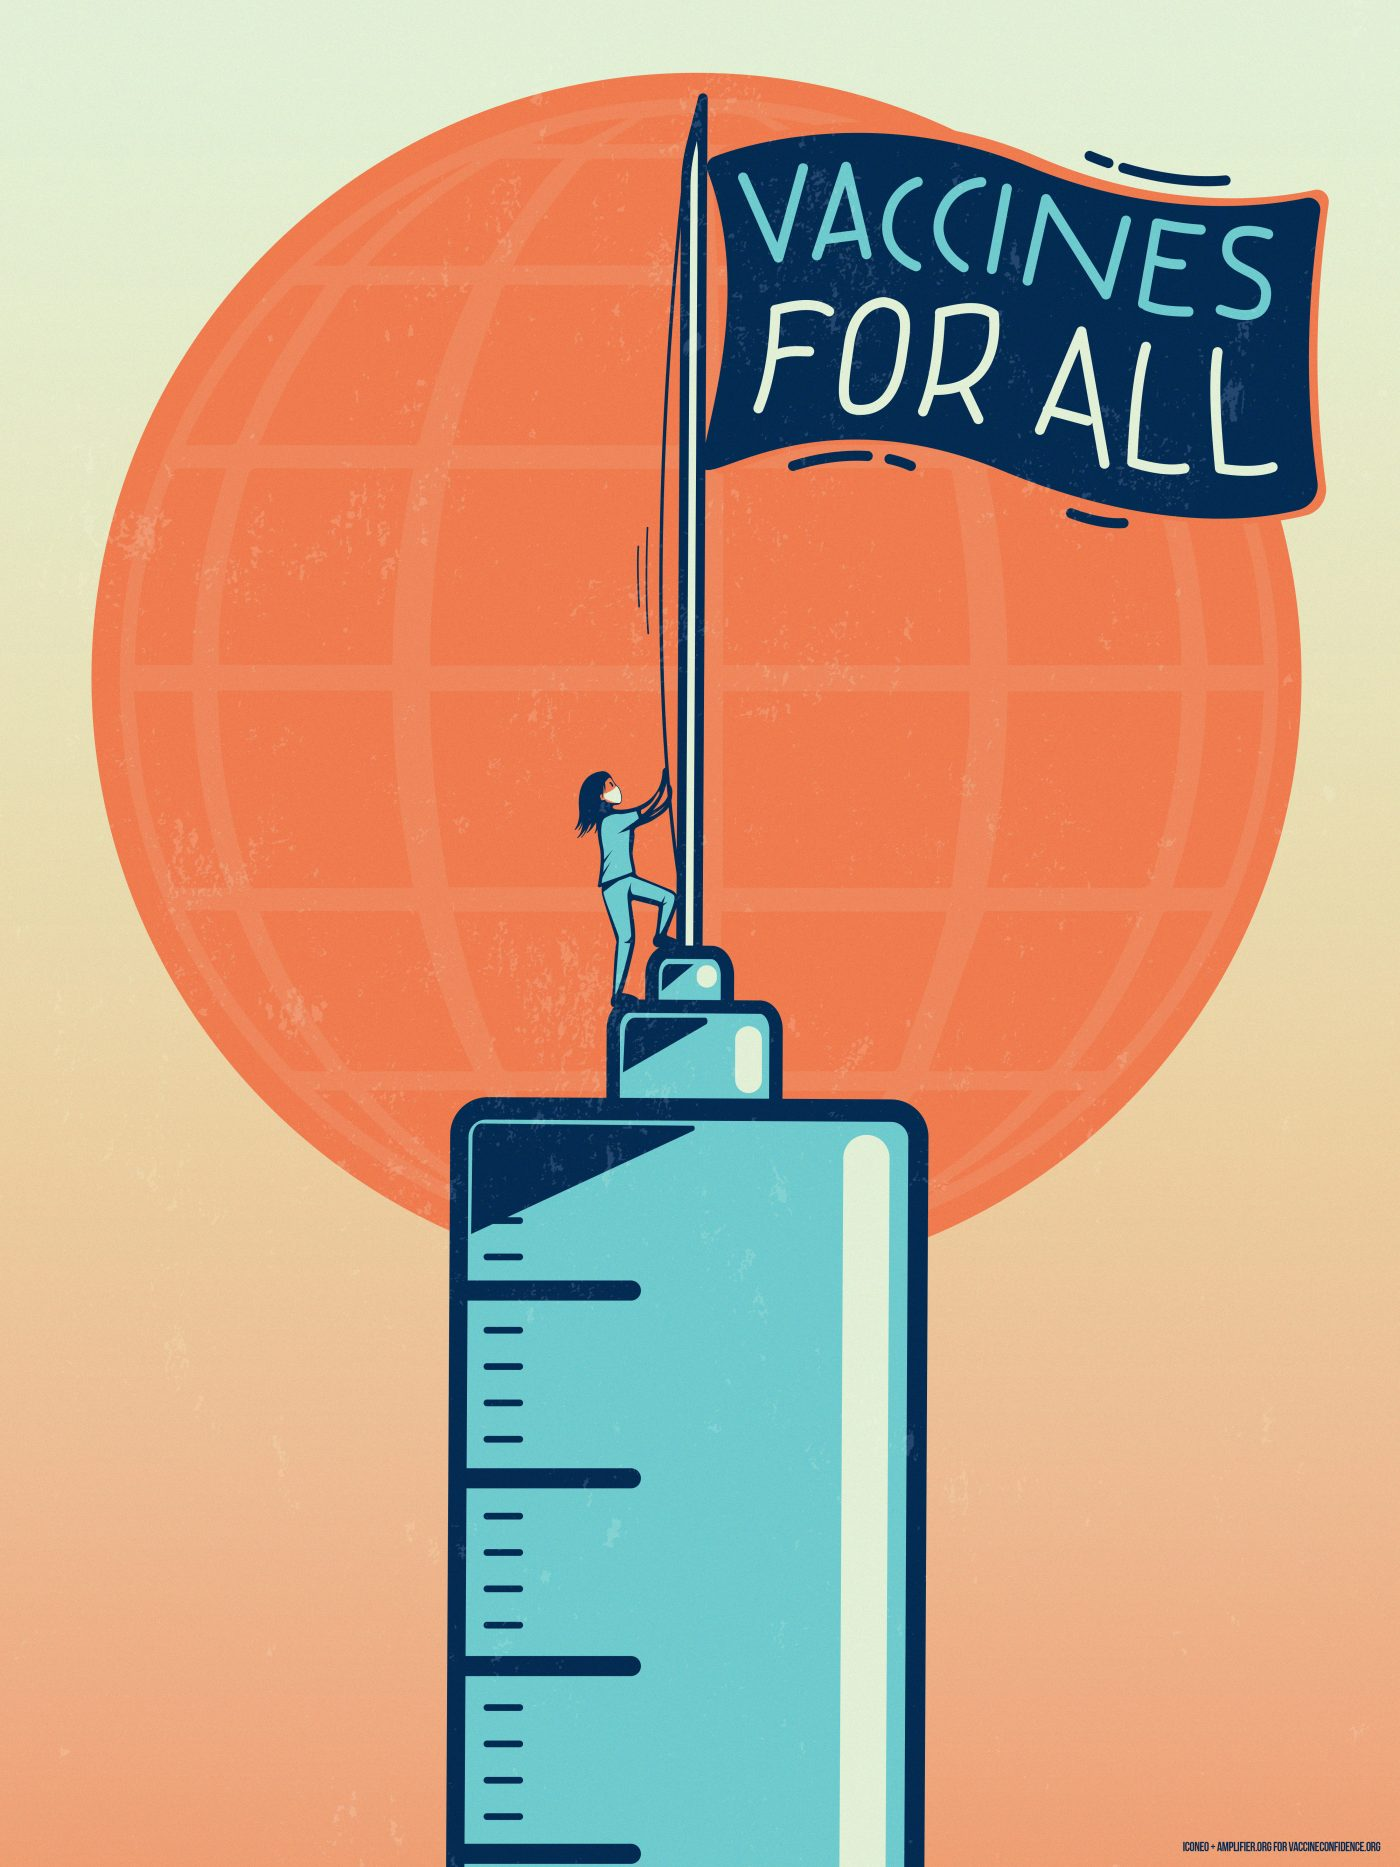 VACCINES
FOR ALL
ICONEO + AMPLIFIER.ORG FOR VACCINECONFIDENCE.ORG